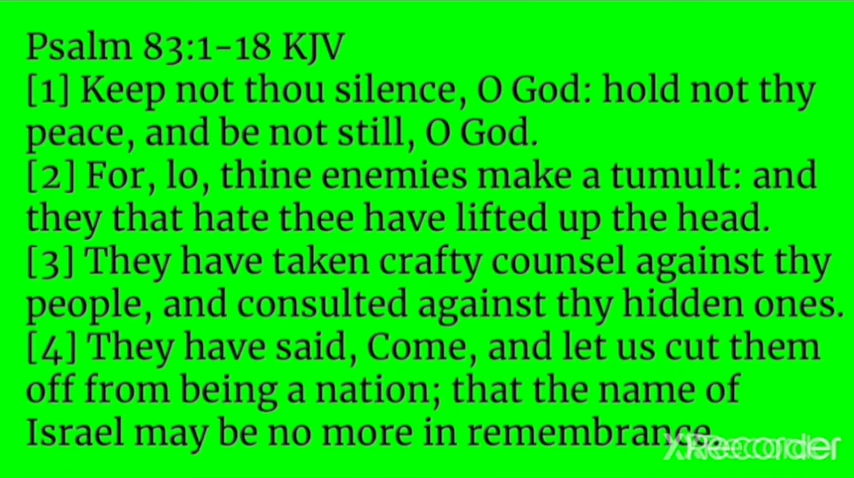 Psalm 83:1-18 KJV
[1] Keep not thou silence, O God: hold not thy
peace, and be not still, O God.
[2] For, lo, thine enemies make a tumult: and
they that hate thee have lifted up the head.
[3] They have taken crafty counsel against thy
people, and consulted against thy hidden ones.
[4] They have said, Come, and let us cut them
off from being a nation; that the name of
Israel may be no more in remembrance.
XRecorder